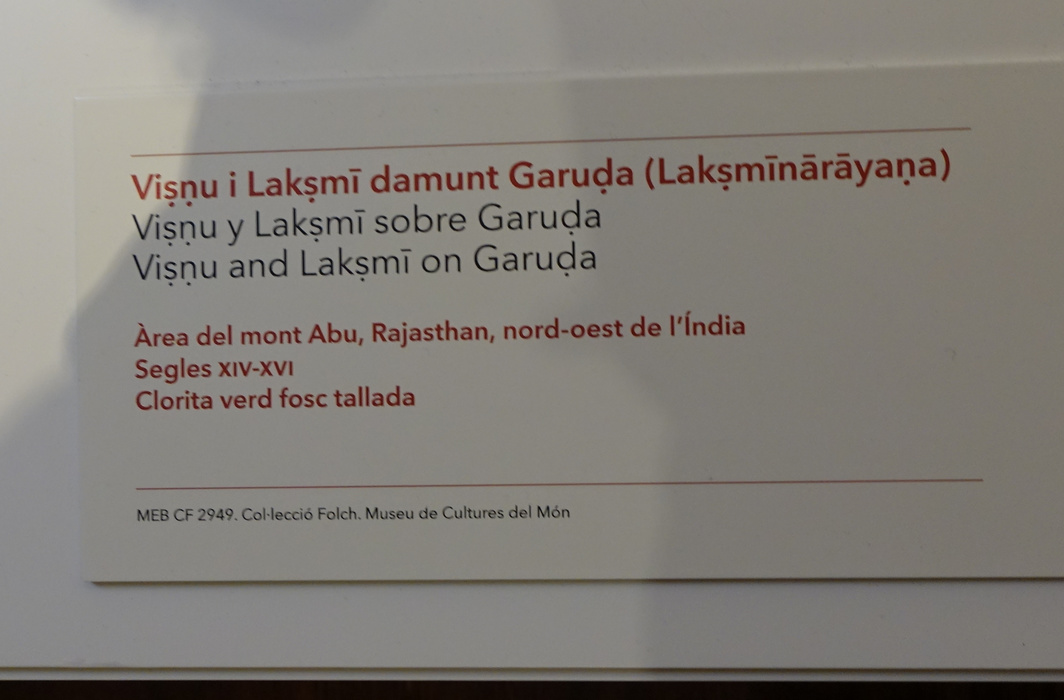 Viṣṇu i Lakṣmī damunt Garuḍa (Lakṣmīnārāyaṇa)
Viṣṇu y Lakṣmī sobre Garuḍa
Viṣṇu and Lakṣmī on Garuḍa
Àrea del mont Abu, Rajasthan, nord-oest de l’Índia
Segles XIV-XVI
Clorita verd fosc tallada
MEB CF 2949. Col·lecció Folch. Museu de Cultures del Món